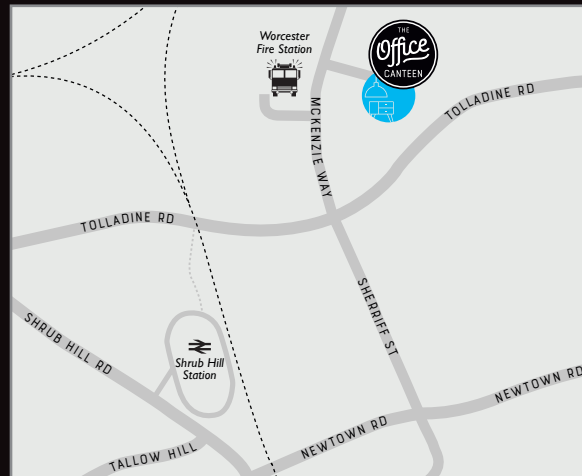 Worcester
Fire Station
THE
Office
CANTEEN
MCKENZIE WAY
TOLLADINE RD
TOLLADINE RD
SHERRIFF ST
SHRUB HILL RD
Shrub Hill
Station
NEWTOWN RD
NEWTOWN RD
TALLOW HILL